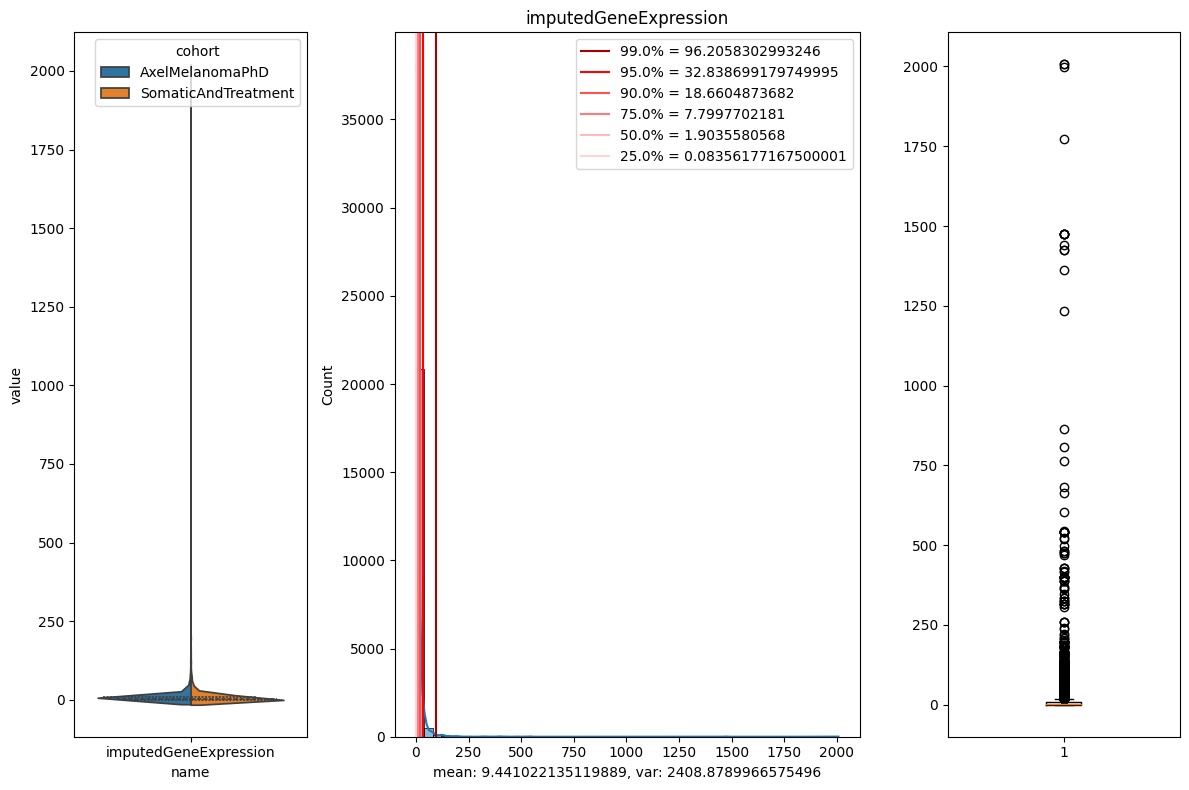 cohort
AxelMelanomaPhD
SomaticAndTreatment
2000
1750
1500
1250
1000
750
500
250
0
value
imputedGeneExpression
name
imputedGeneExpression
99.0% = 96.2058302993246
95.0% = 32.838699179749995
90.0% = 18.6604873682
75.0% = 7.7997702181
50.0% = 1.9035580568
25.0% = 0.08356177167500001
35000
30000
25000
20000
15000
10000
5000
0
Count
0 250 500 750 1000 1250 1500 1750 2000
mean: 9.441022135119889, var: 2408.8789966575496
2000
1750
1500
1250
1000
750
500
250
0
1